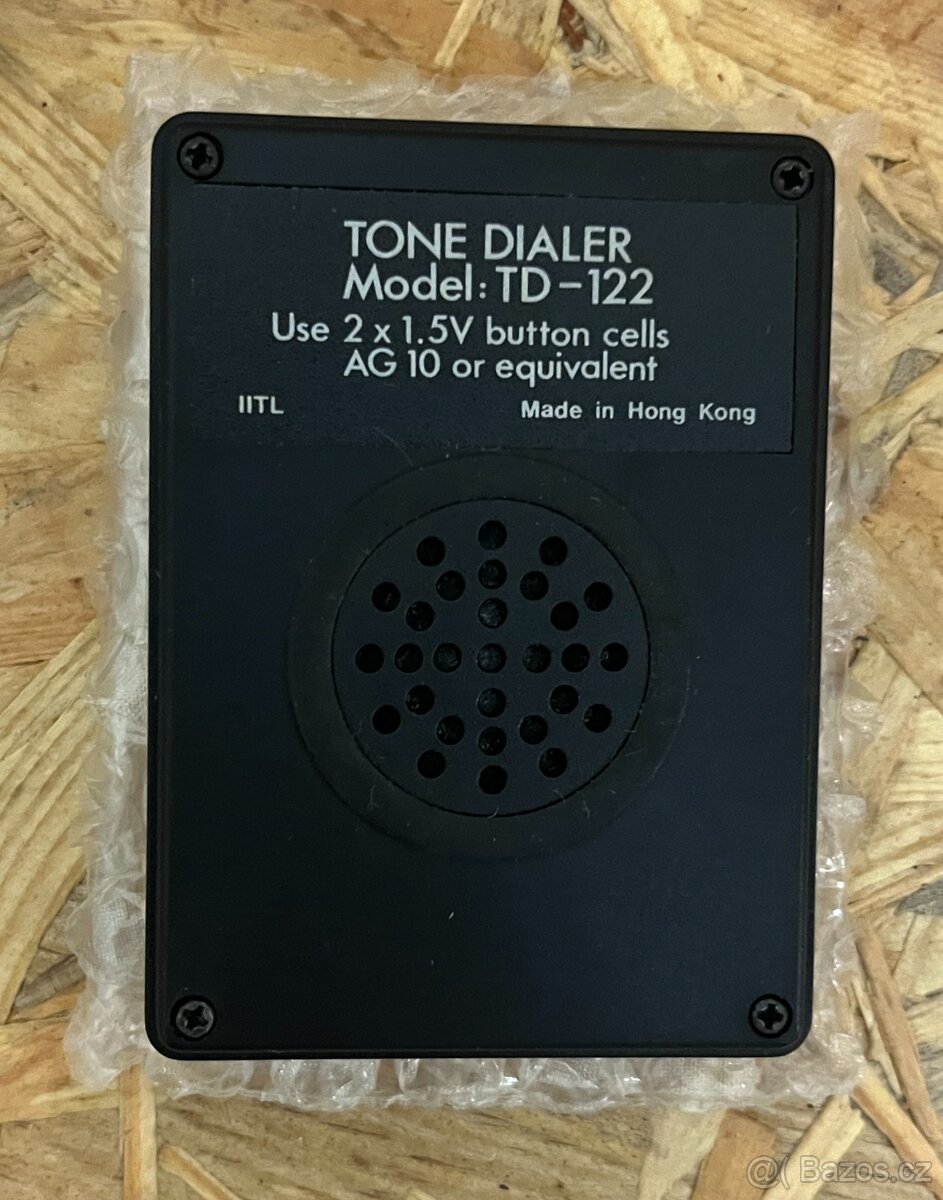 TONE DIALER
Model: TD-122
Use 2 x 1.5V button cells
AG 10 or equivalent
IITL Made in Hong Kong
@( Bazos.cz